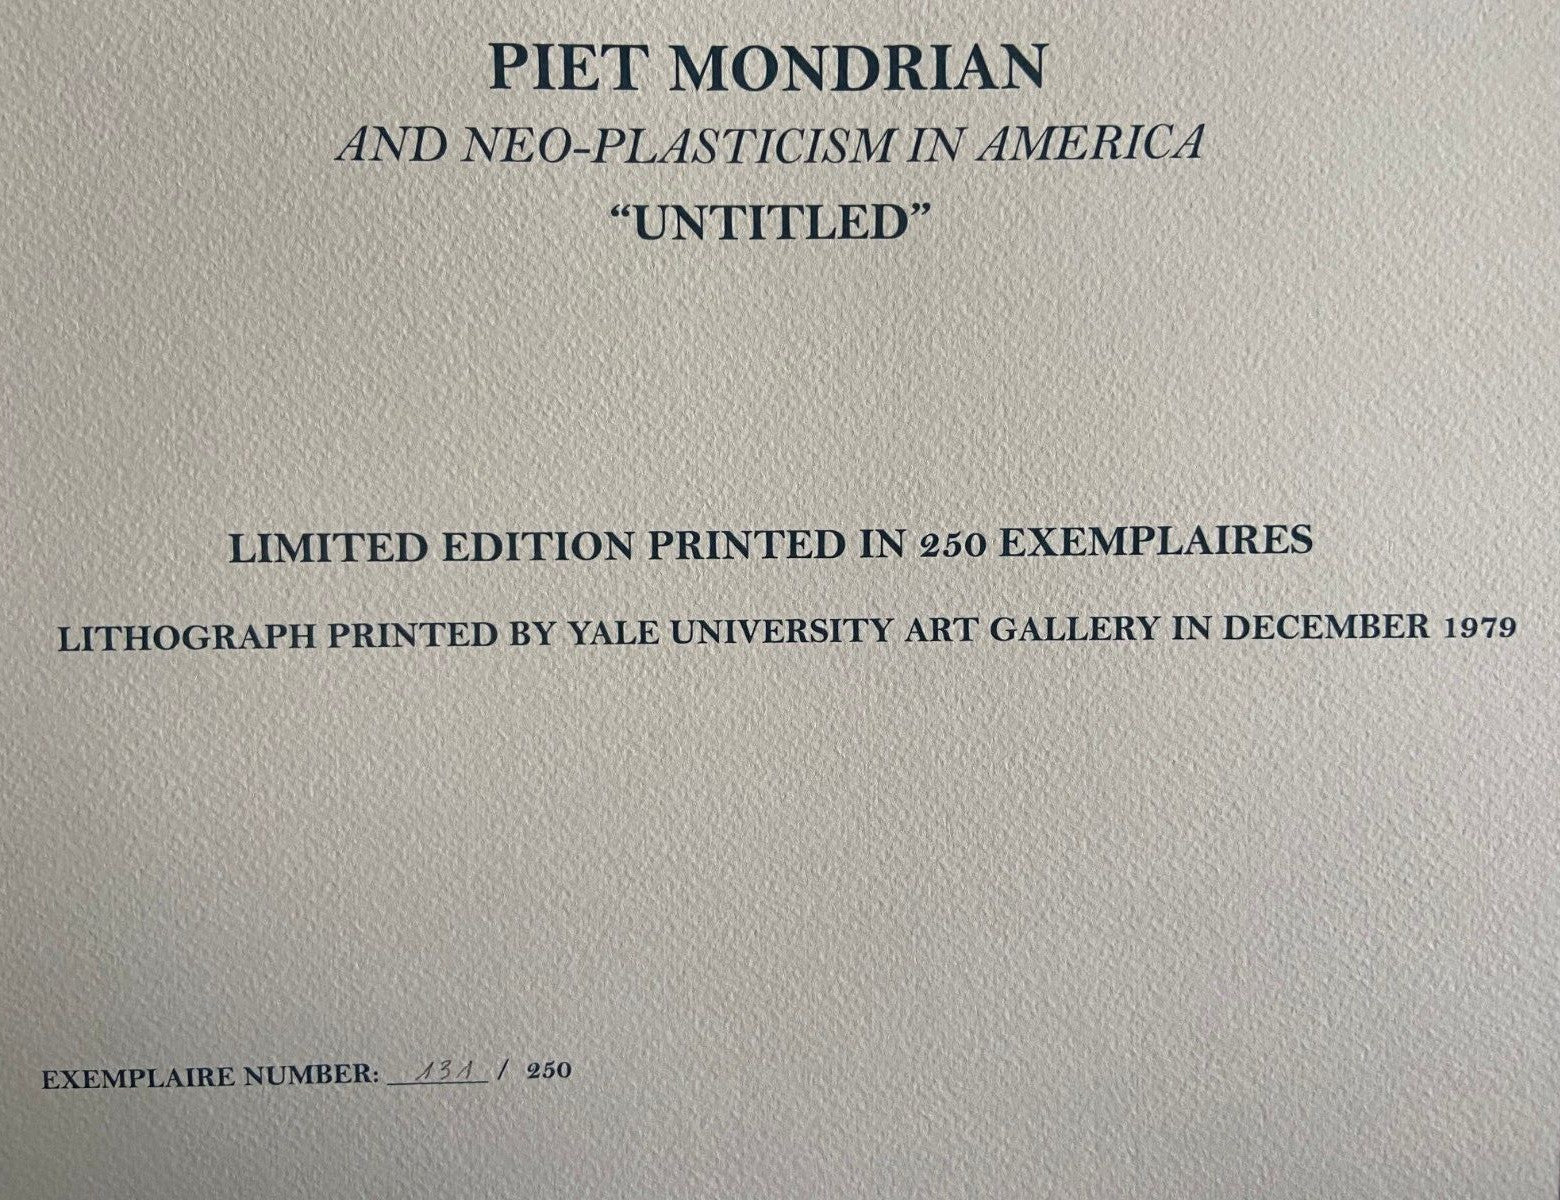 PIET MONDRIAN
AND NEO-PLASTICISM IN AMERICA
“UNTITLED”
LIMITED EDITION PRINTED IN 250 EXEMPLAIRES
LITHOGRAPH PRINTED BY YALE UNIVERSITY ART GALLERY IN DECEMBER 1979
EXEMPLAIRE NUMBER: 131 / 250